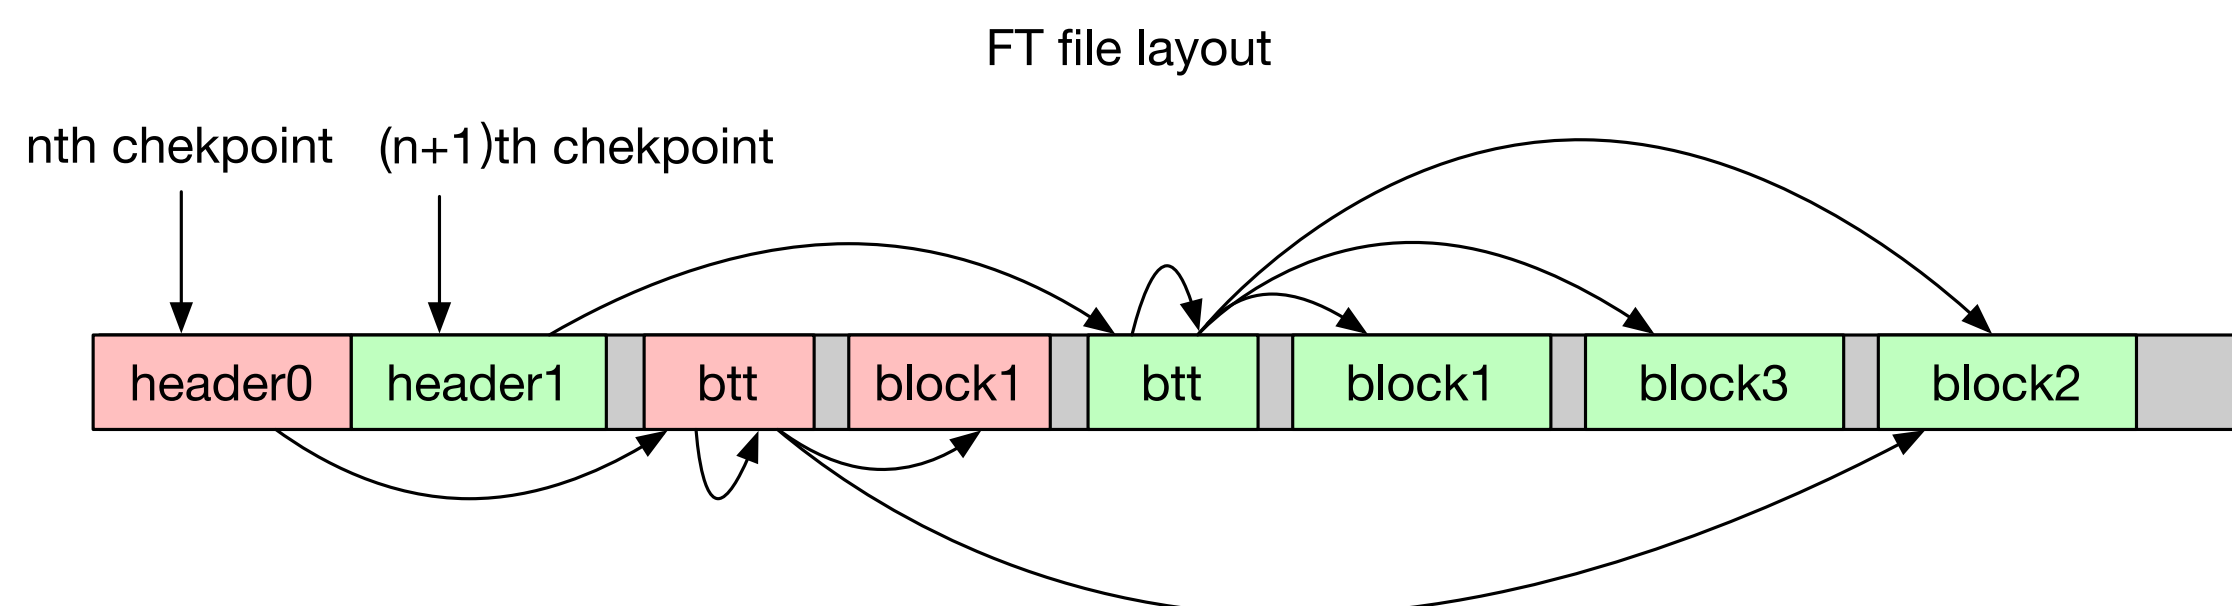 FT file layout
nth chekpoint (n+1)th chekpoint
header0 header1 btt block1 btt block1 block3 block2